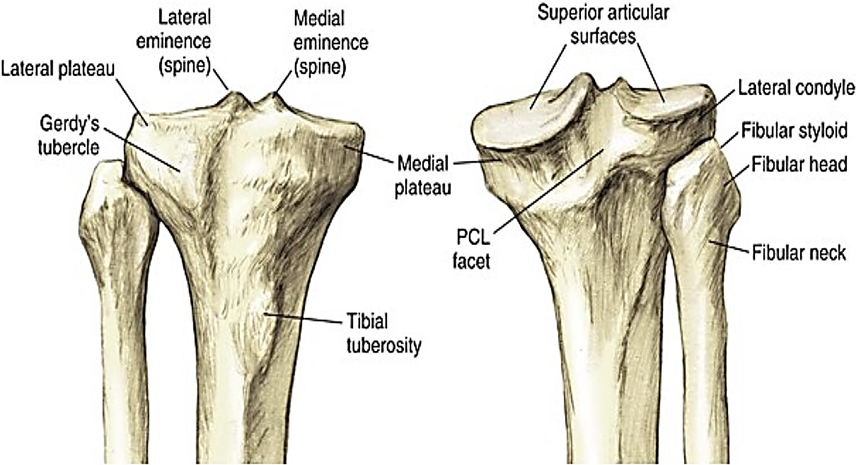 Lateral
eminence
(spine)
Medial
eminence
(spine)
Lateral plateau
Gerdy's
tubercle
Medial
plateau
Tibial
tuberosity
Superior articular
surfaces
Lateral condyle
Fibular styloid
Fibular head
PCL
facet
Fibular neck